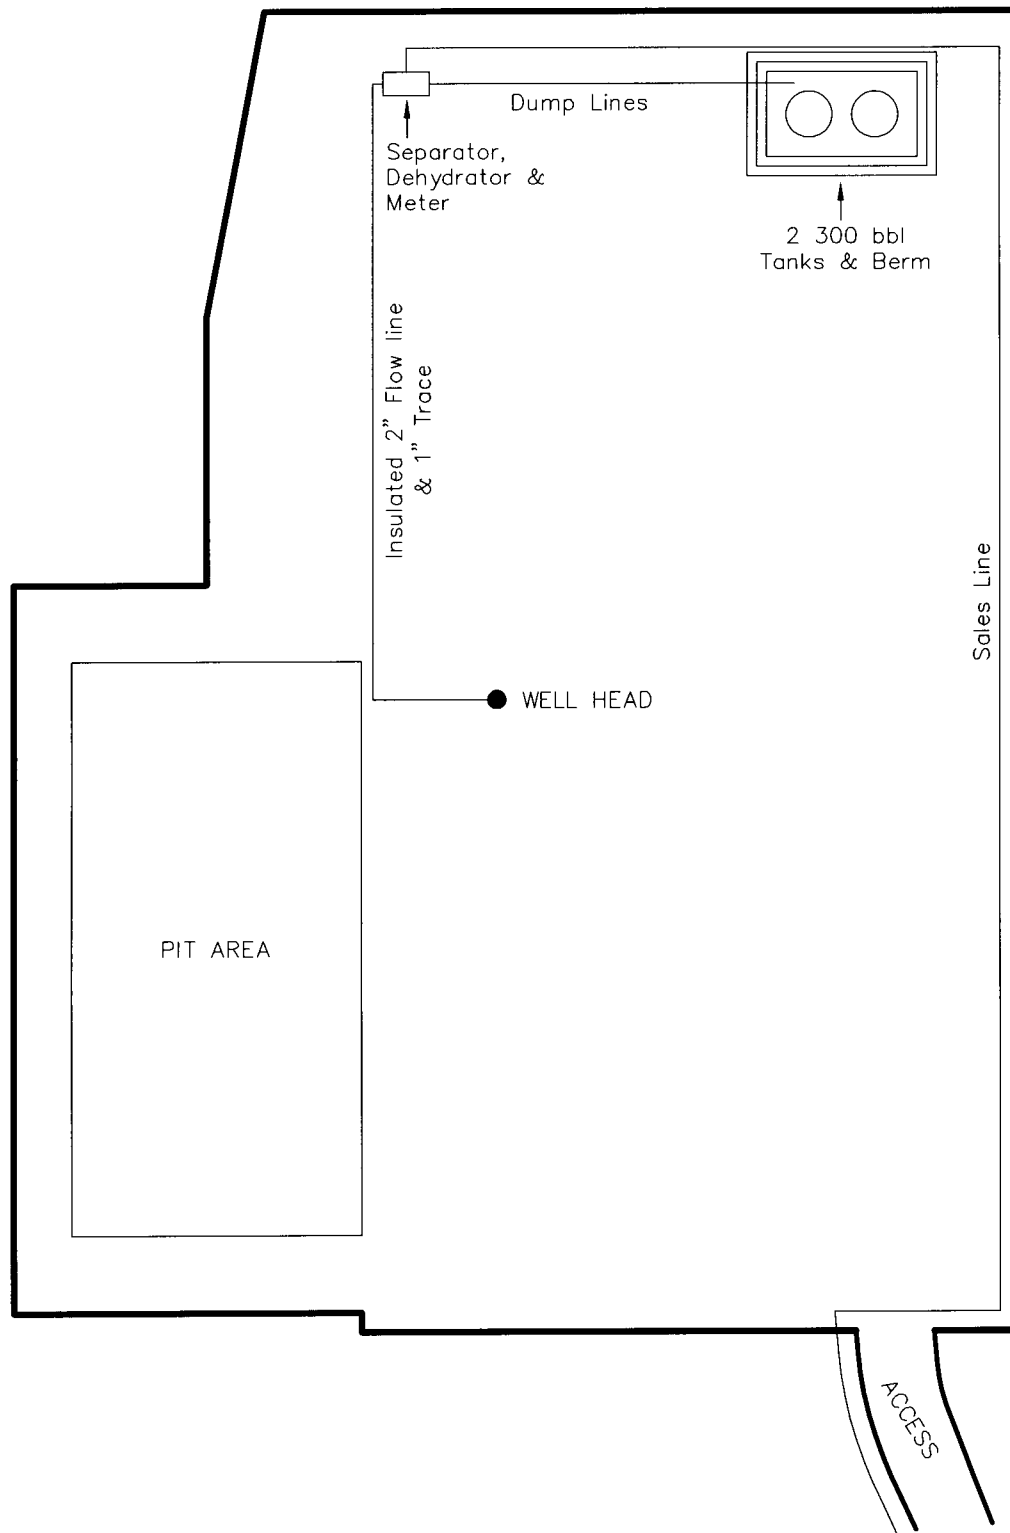 Dump Lines
Separator,
Dehydrator &
Meter
2 300 bbl
Tanks & Berm
Insulated 2" Flow line
& 1" Trace
Sales Line
WELL HEAD
PIT AREA
ACCESS